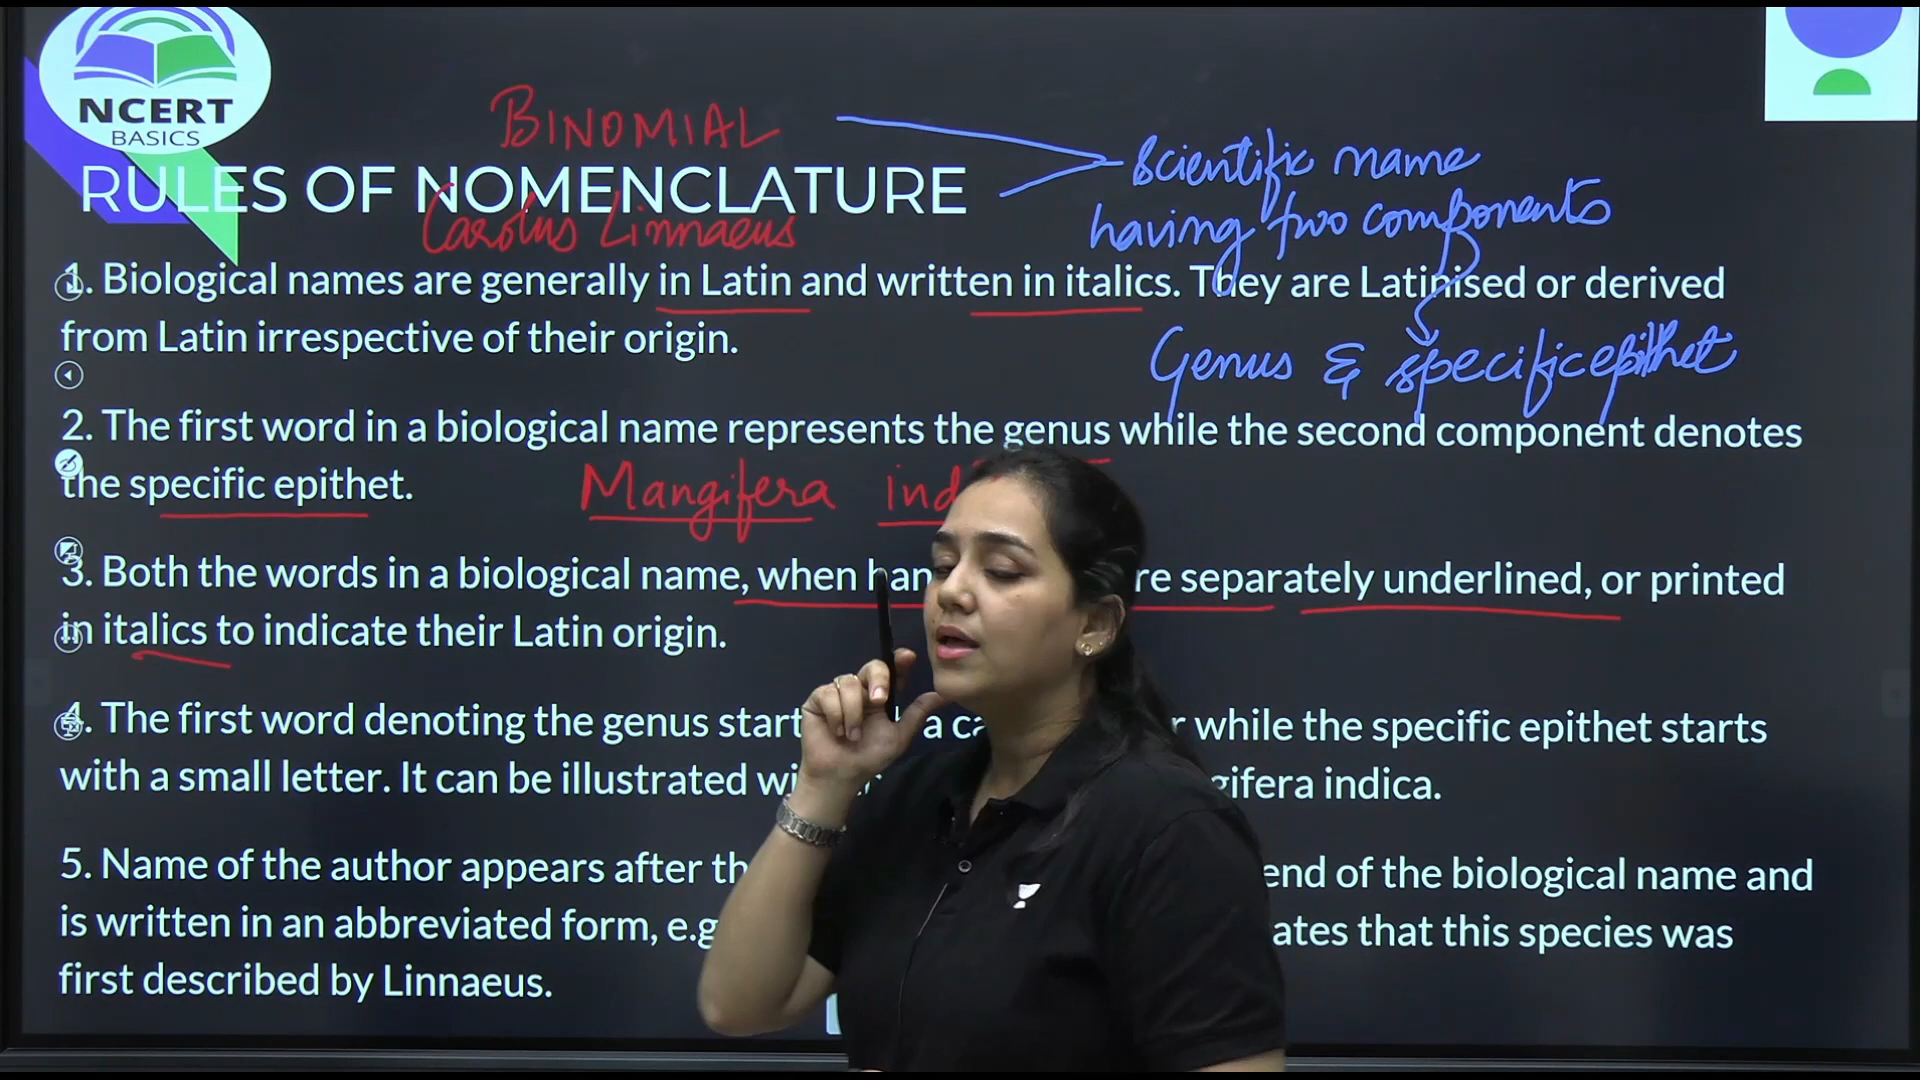 NCERT
BASICS
BINOMIAL
RULES OF NOMENCLATURE
Carolus Linnaeus
scientific name
having two components
1. Biological names are generally in Latin and written in italics. They are Latinised or derived
from Latin irrespective of their origin.
Genus & specific epithet
2. The first word in a biological name represents the genus while the second component denotes
the specific epithet.
Mangifera ind
3. Both the words in a biological name, when han re separately underlined, or printed
in italics to indicate their Latin origin.
4. The first word denoting the genus start a ca r while the specific epithet starts
with a small letter. It can be illustrated wi gifera indica.
5. Name of the author appears after th end of the biological name and
is written in an abbreviated form, e.g ates that this species was
first described by Linnaeus.